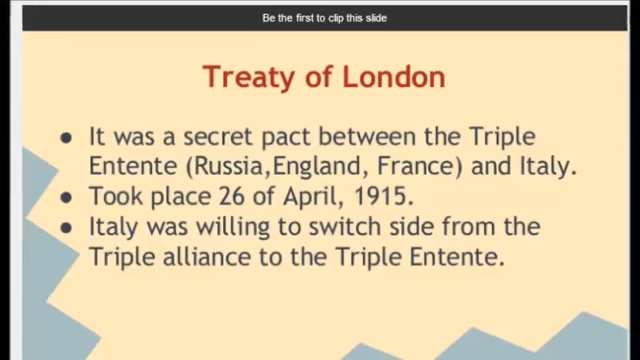 Be the first to clip this slide
Treaty of London
● It was a secret pact between the Triple
Entente (Russia,England, France) and Italy.
● Took place 26 of April, 1915.
● Italy was willing to switch side from the
Triple alliance to the Triple Entente.